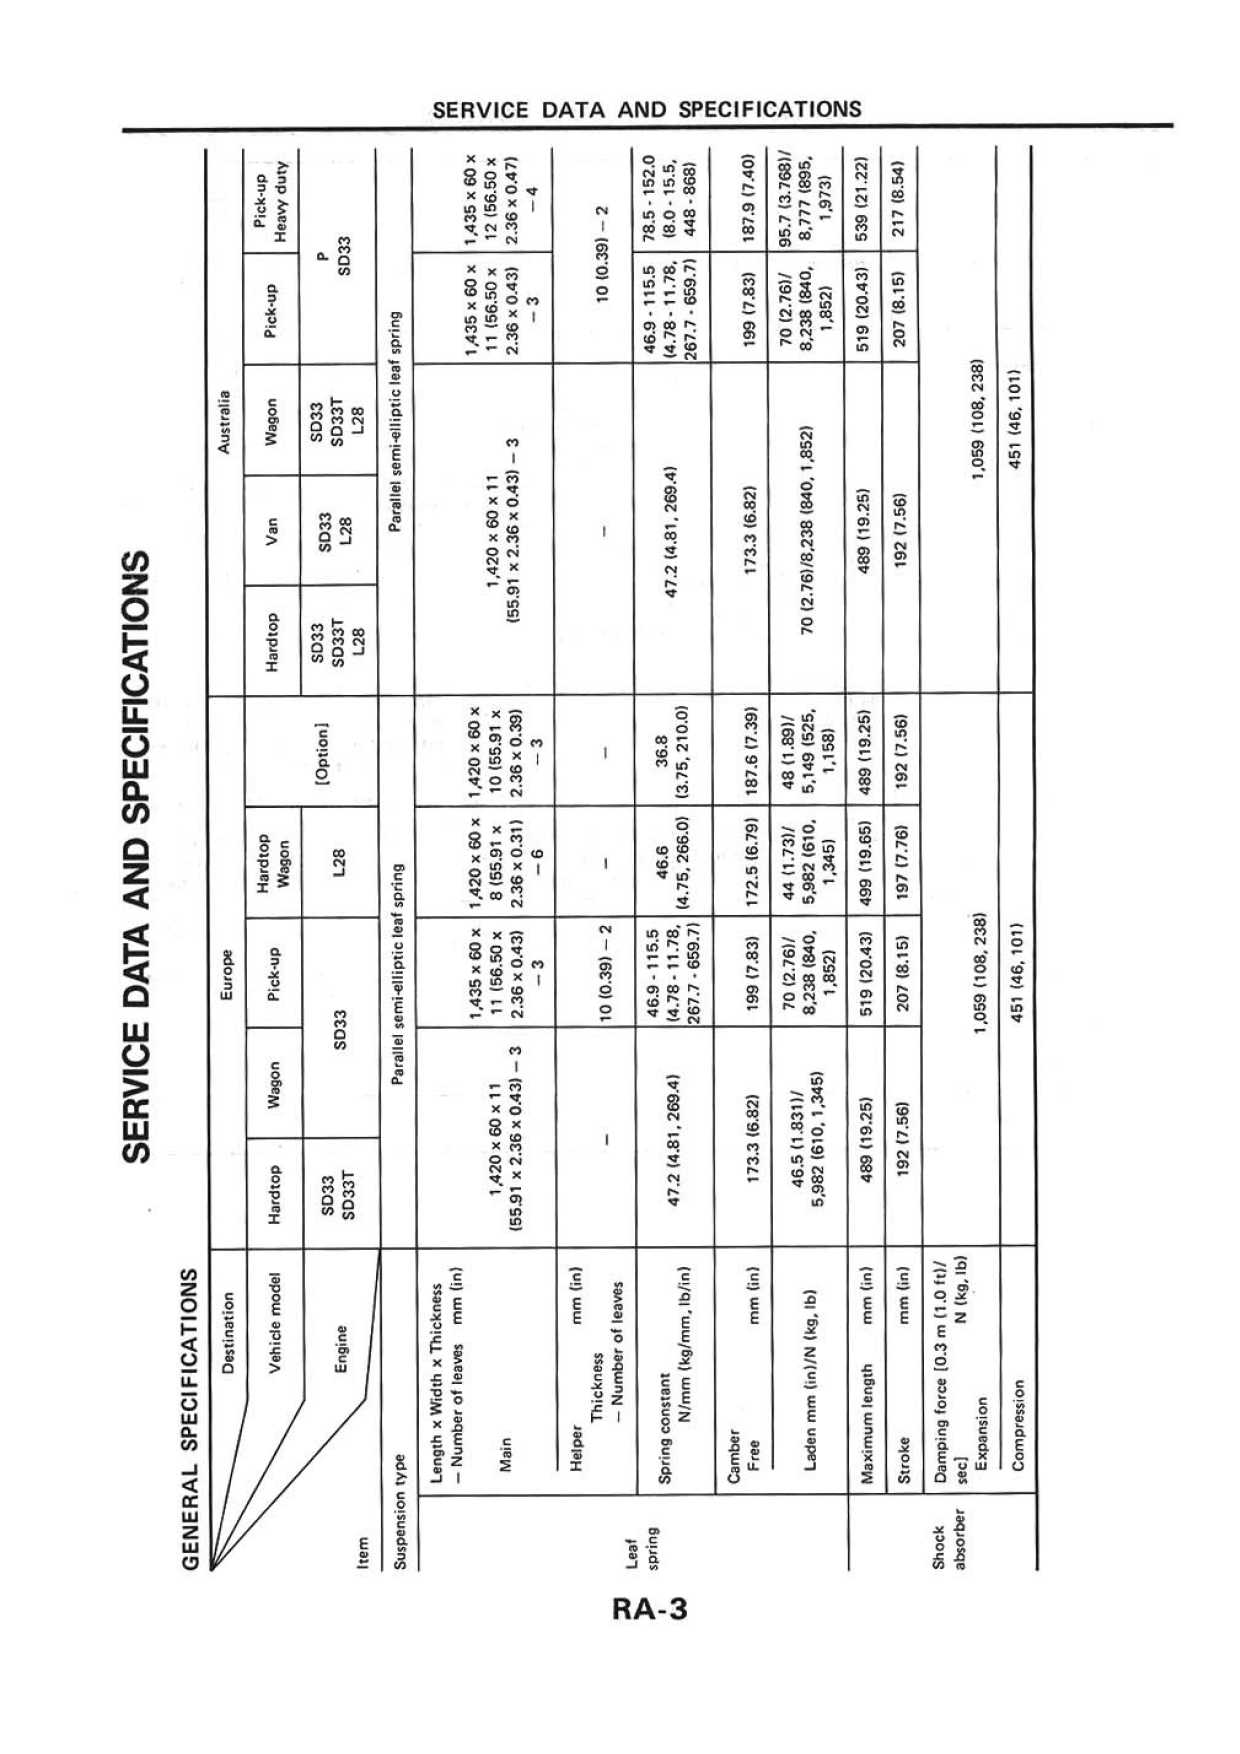 SERVICE DATA AND SPECIFICATIONS
SERVICE DATA AND SPECIFICATIONS
GENERAL SPECIFICATIONS
Destination
Europe
Australia
Vehicle model
Hardtop
Wagon
Pick-up
Hardtop
Wagon
Hardtop
Van
Wagon
Pick-up
Pick-up
Heavy duty
Engine
SD33
SD33T
SD33
L28
[Option]
SD33
SD33T
L28
SD33
L28
SD33
SD33T
L28
P
SD33
Item
Suspension type
Parallel semi-elliptic leaf spring
Parallel semi-elliptic leaf spring
Leaf
spring
Length x Width x Thickness
– Number of leaves mm (in)
Main
1,420 x 60 x 11
(55.91 x 2.36 x 0.43) – 3
1,435 x 60 x
11 (56.50 x
2.36 x 0.43)
– 3
1,420 x 60 x
8 (55.91 x
2.36 x 0.31)
– 6
1,420 x 60 x
10 (55.91 x
2.36 x 0.39)
– 3
1,420 x 60 x 11
(55.91 x 2.36 x 0.43) – 3
1,435 x 60 x
11 (56.50 x
2.36 x 0.43)
– 3
1,435 x 60 x
12 (56.50 x
2.36 x 0.47)
– 4
Helper mm (in)
Thickness
– Number of leaves
–
10 (0.39) – 2
–
–
–
10 (0.39) – 2
Spring constant
N/mm (kg/mm, lb/in)
47.2 (4.81, 269.4)
46.9 - 115.5
(4.78 - 11.78,
267.7 - 659.7)
46.6
(4.75, 266.0)
36.8
(3.75, 210.0)
47.2 (4.81, 269.4)
46.9 - 115.5
(4.78 - 11.78,
267.7 - 659.7)
78.5 - 152.0
(8.0 - 15.5,
448 - 868)
Camber
Free mm (in)
173.3 (6.82)
199 (7.83)
172.5 (6.79)
187.6 (7.39)
173.3 (6.82)
199 (7.83)
187.9 (7.40)
Laden mm (in)/N (kg, lb)
46.5 (1.831)/
5,982 (610, 1,345)
70 (2.76)/
8,238 (840,
1,852)
44 (1.73)/
5,982 (610,
1,345)
48 (1.89)/
5,149 (525,
1,158)
70 (2.76)/8,238 (840, 1,852)
70 (2.76)/
8,238 (840,
1,852)
95.7 (3.768)/
8,777 (895,
1,973)
Shock
absorber
Maximum length mm (in)
489 (19.25)
519 (20.43)
499 (19.65)
489 (19.25)
489 (19.25)
519 (20.43)
539 (21.22)
Stroke mm (in)
192 (7.56)
207 (8.15)
197 (7.76)
192 (7.56)
192 (7.56)
207 (8.15)
217 (8.54)
Damping force [0.3 m (1.0 ft)/
sec] N (kg, lb)
Expansion
1,059 (108, 238)
1,059 (108, 238)
Compression
451 (46, 101)
451 (46, 101)
RA-3